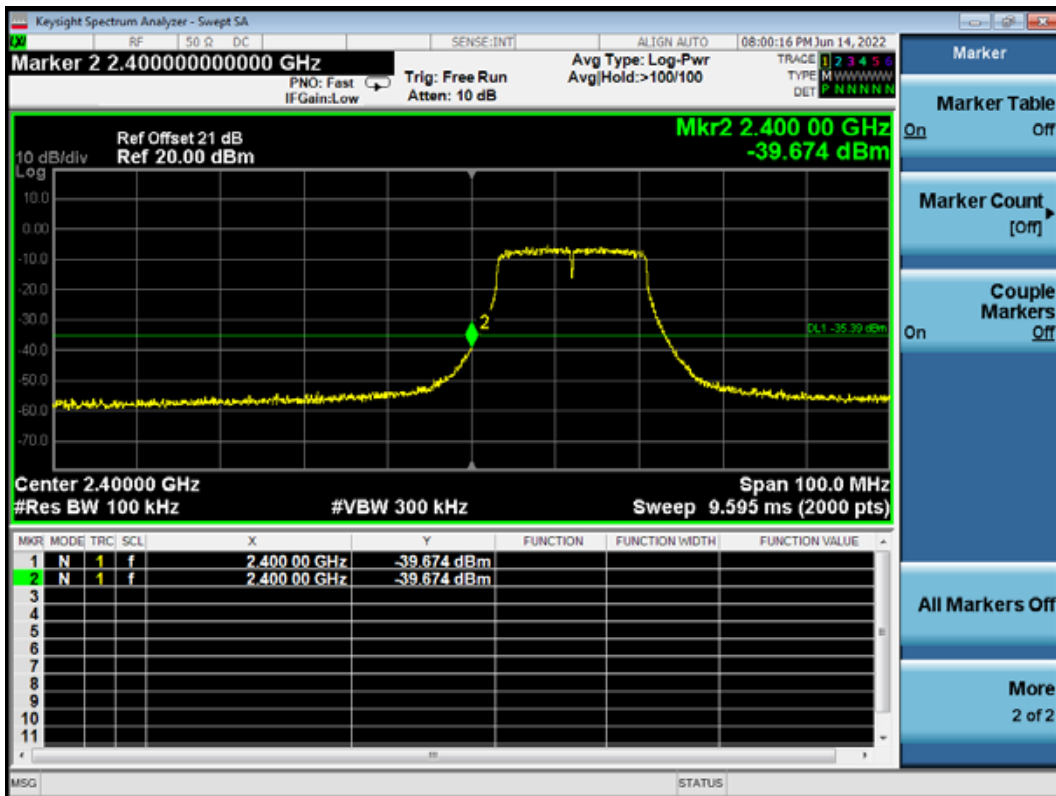 Keysight Spectrum Analyzer - Swept SA
LXI RF 50 Ω DC SENSE:INT ALIGN AUTO 08:00:16 PM Jun 14, 2022
Marker 2 2.400000000000 GHz
PNO: Fast
IFGain:Low
Trig: Free Run
Atten: 10 dB
Avg Type: Log-Pwr
Avg|Hold:>100/100
TRACE 1 2 3 4 5 6
TYPE M WWWWW
DET P N N N N N
Mkr2 2.400 00 GHz
-39.674 dBm
Ref Offset 21 dB
10 dB/div Ref 20.00 dBm
Log
10.0
0.00
-10.0
-20.0
-30.0
-40.0
-50.0
-60.0
-70.0
2
DL1 -35.39 dBm
Center 2.40000 GHz Span 100.0 MHz
#Res BW 100 kHz #VBW 300 kHz Sweep 9.595 ms (2000 pts)
MKR MODE TRC SCL X Y FUNCTION FUNCTION WIDTH FUNCTION VALUE
1 N 1 f 2.400 00 GHz -39.674 dBm
2 N 1 f 2.400 00 GHz -39.674 dBm
3
4
5
6
7
8
9
10
11
MSG STATUS
Marker
Marker Table
On Off
Marker Count
[Off]
Couple
Markers
On Off
All Markers Off
More
2 of 2